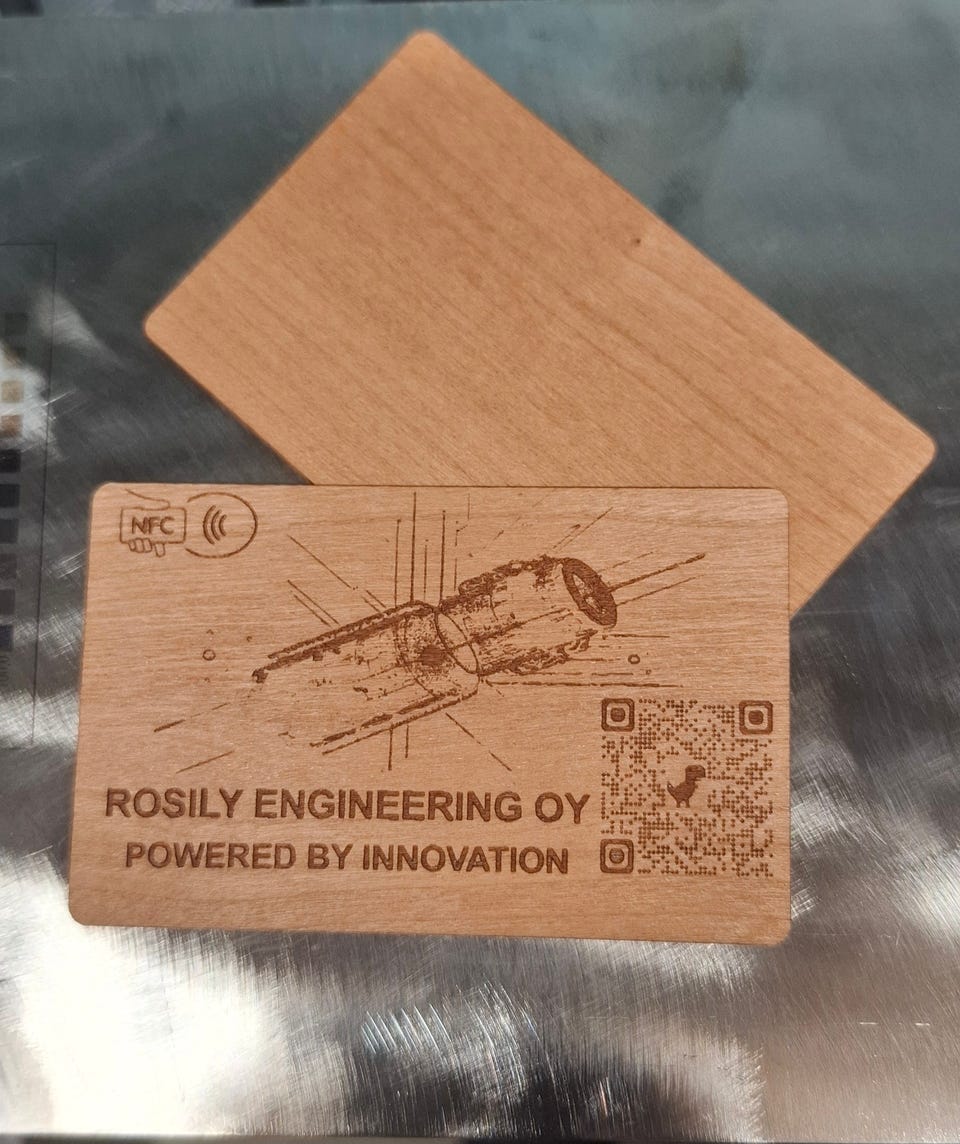 NFC
ROSILY ENGINEERING OY
POWERED BY INNOVATION